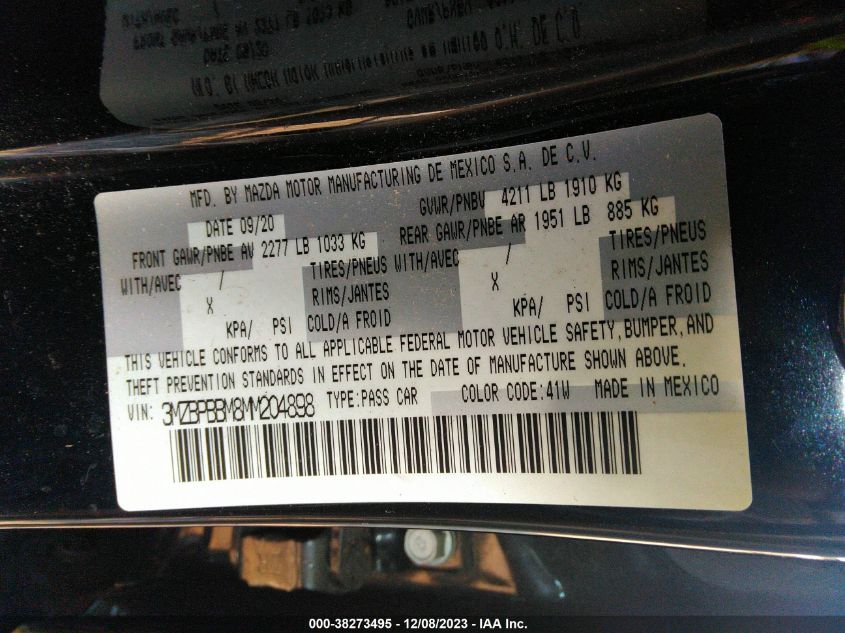 MFD. BY MAZDA MOTOR MANUFACTURING DE MEXICO S.A. DE C.V.
DATE 09/20 GVWR/PNBV 4211 LB 1910 KG
FRONT GAWR/PNBE AV 2277 LB 1033 KG REAR GAWR/PNBE AR 1951 LB 885 KG
WITH/AVEC / TIRES/PNEUS WITH/AVEC / TIRES/PNEUS
X RIMS/JANTES X RIMS/JANTES
KPA/ PSI COLD/A FROID KPA/ PSI COLD/A FROID
THIS VEHICLE CONFORMS TO ALL APPLICABLE FEDERAL MOTOR VEHICLE SAFETY, BUMPER, AND
THEFT PREVENTION STANDARDS IN EFFECT ON THE DATE OF MANUFACTURE SHOWN ABOVE.
VIN: 3MZBPBBM8MM204898 TYPE:PASS CAR COLOR CODE:41W MADE IN MEXICO
000-38273495 - 12/08/2023 - IAA Inc.